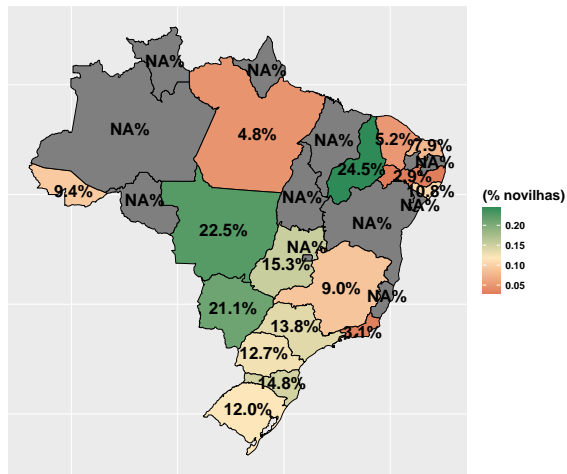 NA%
NA%
NA%
4.8%
NA%
5.2%
7.9%
NA%
24.5%
2.9%
10.8%
NA%
9.4%
NA%
NA%
NA%
22.5%
NA%
15.3%
9.0%
NA%
21.1%
13.8%
3.1%
12.7%
14.8%
12.0%
(% novilhas)
0.20
0.15
0.10
0.05